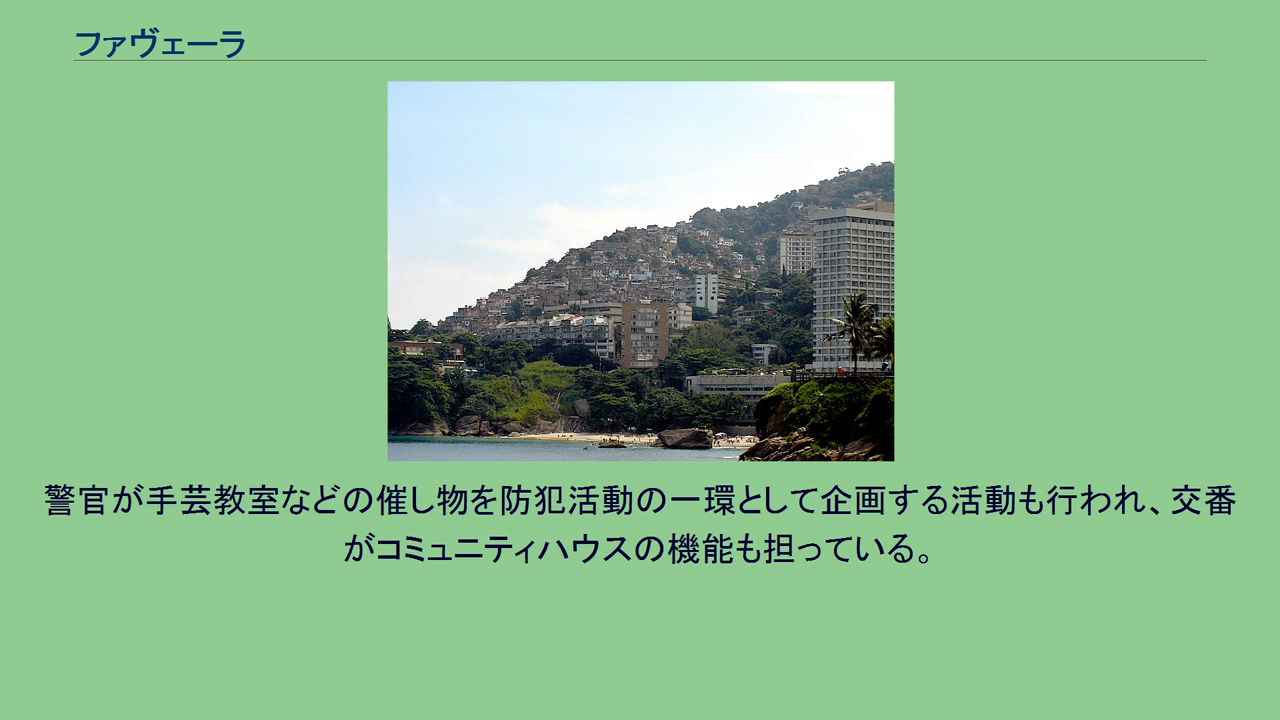 ファヴェーラ
警官が手芸教室などの催し物を防犯活動の一環として企画する活動も行われ、交番
がコミュニティハウスの機能も担っている。